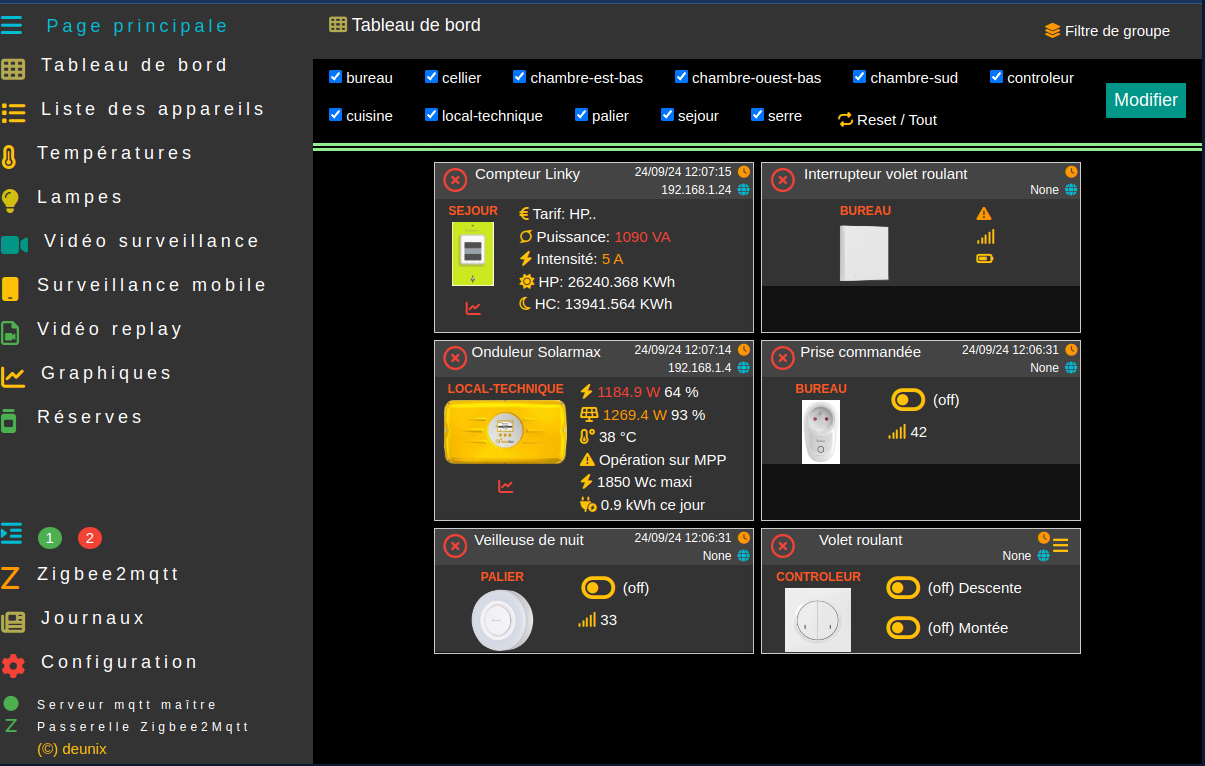 Page principale
Tableau de bord
Liste des appareils
Températures
Lampes
Vidéo surveillance
Surveillance mobile
Vidéo replay
Graphiques
Réserves
1 2
Zigbee2mqtt
Journaux
Configuration
Serveur mqtt maître
Passerelle Zigbee2Mqtt
(©) deunix
Tableau de bord
Filtre de groupe
bureau cellier chambre-est-bas chambre-ouest-bas chambre-sud controleur
cuisine local-technique palier sejour serre Reset / Tout
Modifier
Compteur Linky 24/09/24 12:07:15
192.168.1.24
SEJOUR
Tarif: HP..
Puissance: 1090 VA
Intensité: 5 A
HP: 26240.368 KWh
HC: 13941.564 KWh
Interrupteur volet roulant
None
BUREAU
Onduleur Solarmax 24/09/24 12:07:14
192.168.1.4
LOCAL-TECHNIQUE
1184.9 W 64 %
1269.4 W 93 %
38 °C
Opération sur MPP
1850 Wc maxi
0.9 kWh ce jour
Prise commandée 24/09/24 12:06:31
None
BUREAU
(off)
42
Veilleuse de nuit 24/09/24 12:06:31
None
PALIER
(off)
33
Volet roulant
None
CONTROLEUR
(off) Descente
(off) Montée